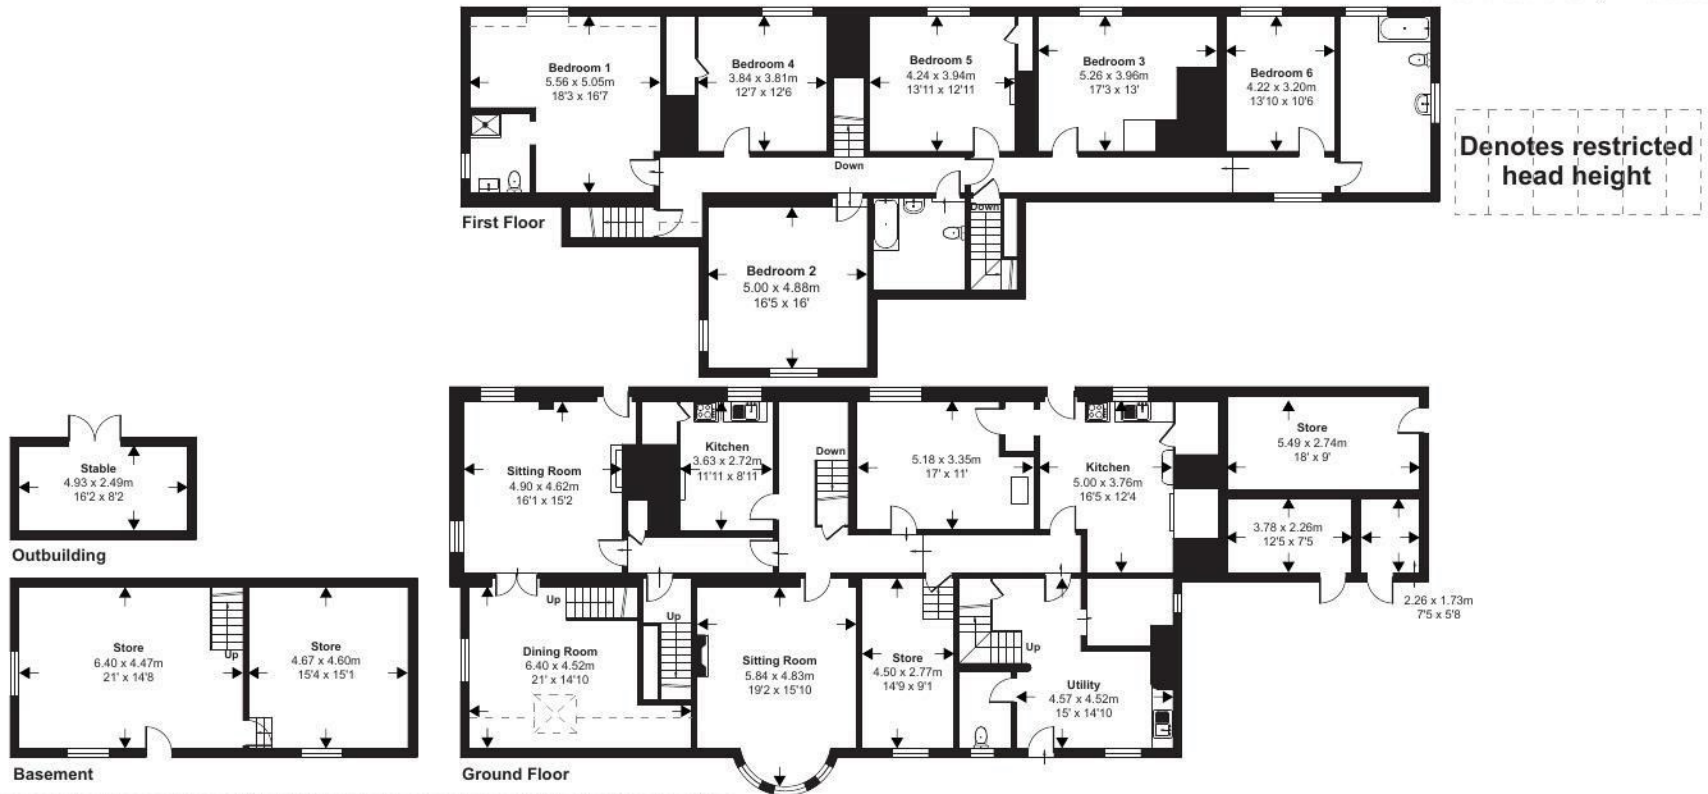 Bedroom 1
5.56 x 5.05m
18'3 x 16'7
Bedroom 4
3.84 x 3.81m
12'7 x 12'6
Bedroom 5
4.24 x 3.94m
13'11 x 12'11
Bedroom 3
5.26 x 3.96m
17'3 x 13'
Bedroom 6
4.22 x 3.20m
13'10 x 10'6
Denotes restricted
head height
Down
Down
First Floor
Bedroom 2
5.00 x 4.88m
16'5 x 16'
Stable
4.93 x 2.49m
16'2 x 8'2
Outbuilding
Sitting Room
4.90 x 4.62m
16'1 x 15'2
Kitchen
3.63 x 2.72m
11'11 x 8'11
Down
5.18 x 3.35m
17' x 11'
Kitchen
5.00 x 3.76m
16'5 x 12'4
Store
5.49 x 2.74m
18' x 9'
3.78 x 2.26m
12'5 x 7'5
2.26 x 1.73m
7'5 x 5'8
Store
6.40 x 4.47m
21' x 14'8
Up
Store
4.67 x 4.60m
15'4 x 15'1
Basement
Up
Dining Room
6.40 x 4.52m
21' x 14'10
Up
Sitting Room
5.84 x 4.83m
19'2 x 15'10
Store
4.50 x 2.77m
14'9 x 9'1
Up
Utility
4.57 x 4.52m
15' x 14'10
Ground Floor